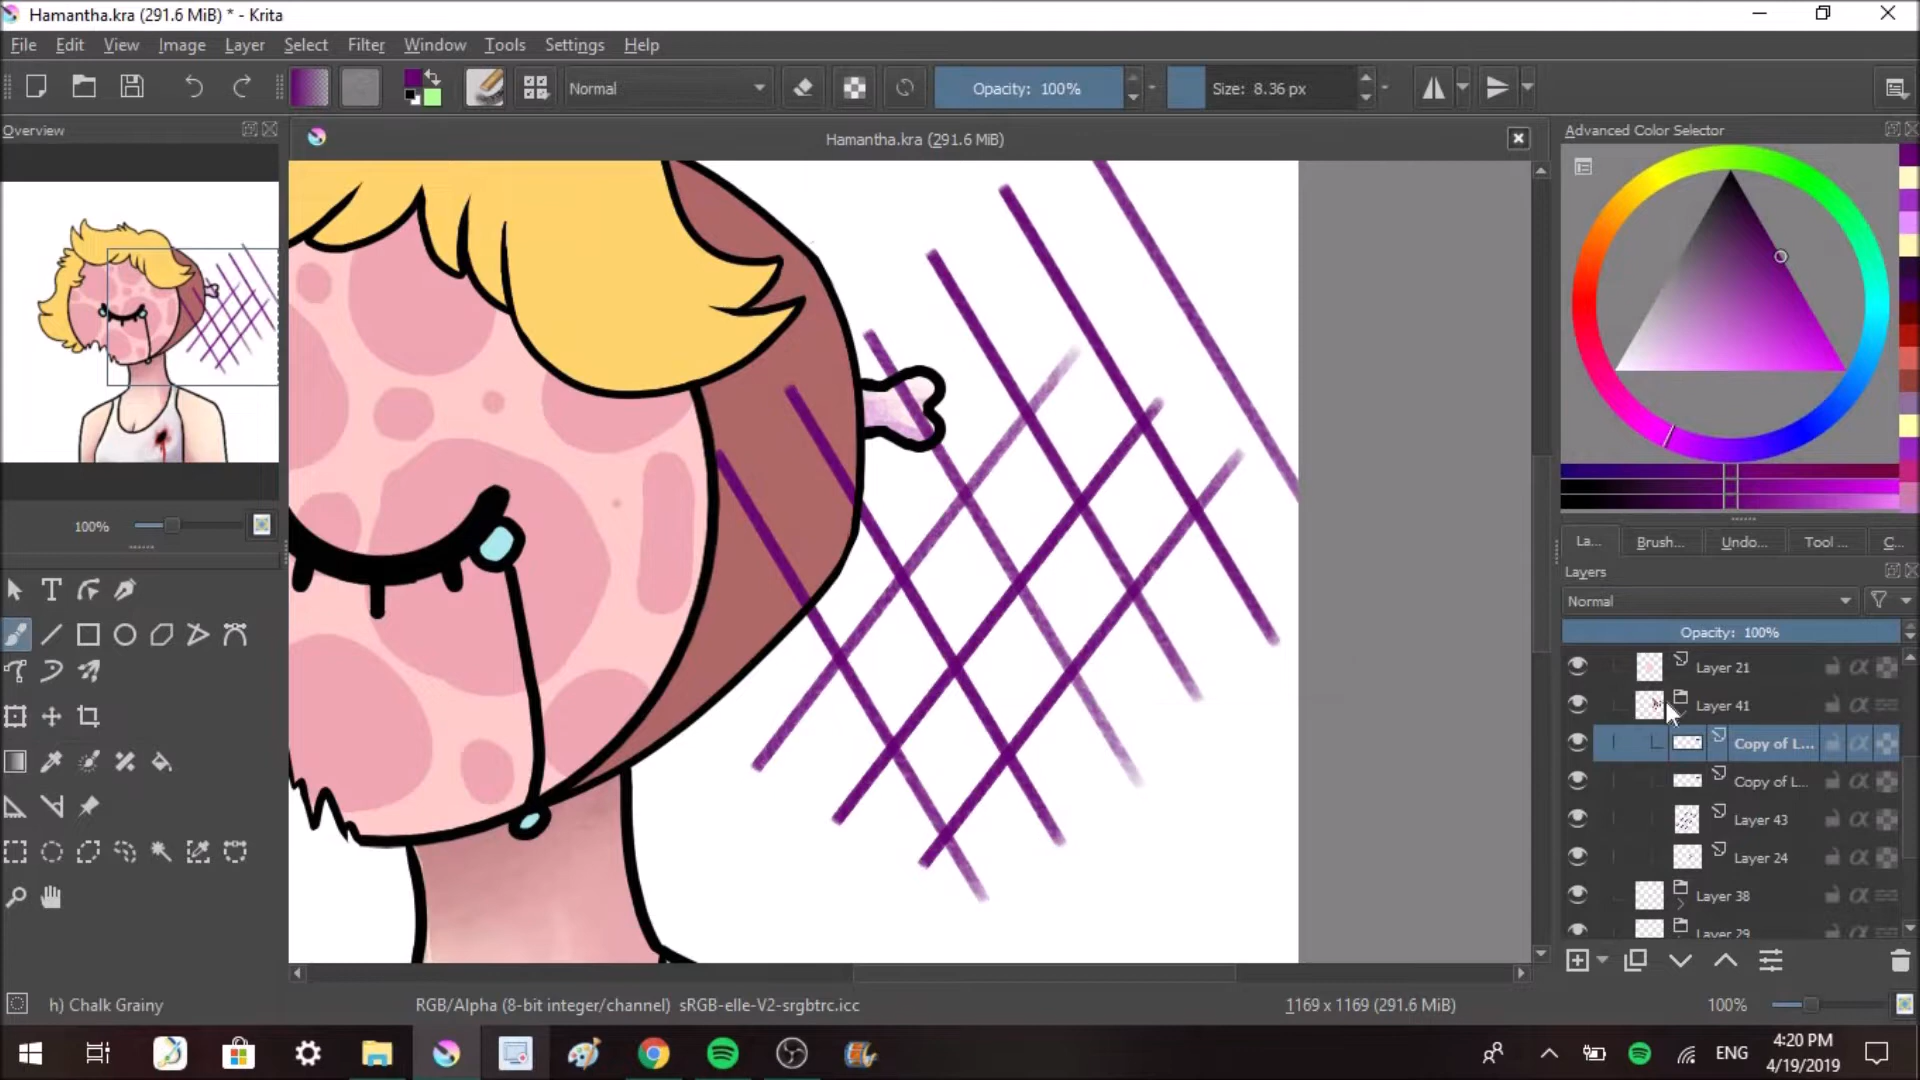 Hamantha.kra (291.6 MiB) * - Krita
File Edit View Image Layer Select Filter Window Tools Settings Help
Normal Opacity: 100% Size: 8.36 px
Overview
Hamantha.kra (291.6 MiB)
Advanced Color Selector
100%
La... Brush... Undo... Tool ... C...
Layers
Normal
Opacity: 100%
Layer 21
Layer 41
Copy of L...
Copy of L...
Layer 43
Layer 24
Layer 38
Layer 29
h) Chalk Grainy
RGB/Alpha (8-bit integer/channel) sRGB-elle-V2-srgbtrc.icc
1169 x 1169 (291.6 MiB)
100%
ENG
4:20 PM
4/19/2019